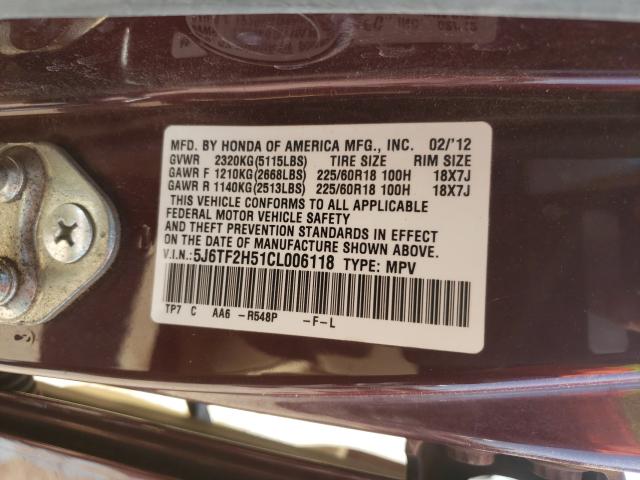 MFD. BY HONDA OF AMERICA MFG., INC. 02/'12
GVWR 2320KG(5115LBS) TIRE SIZE RIM SIZE
GAWR F 1210KG(2668LBS) 225/60R18 100H 18X7J
GAWR R 1140KG(2513LBS) 225/60R18 100H 18X7J
THIS VEHICLE CONFORMS TO ALL APPLICABLE
FEDERAL MOTOR VEHICLE SAFETY
AND THEFT PREVENTION STANDARDS IN EFFECT
ON THE DATE OF MANUFACTURE SHOWN ABOVE.
V.I.N.:5J6TF2H51CL006118 TYPE: MPV
TP7 C AA6 -R548P -F-L